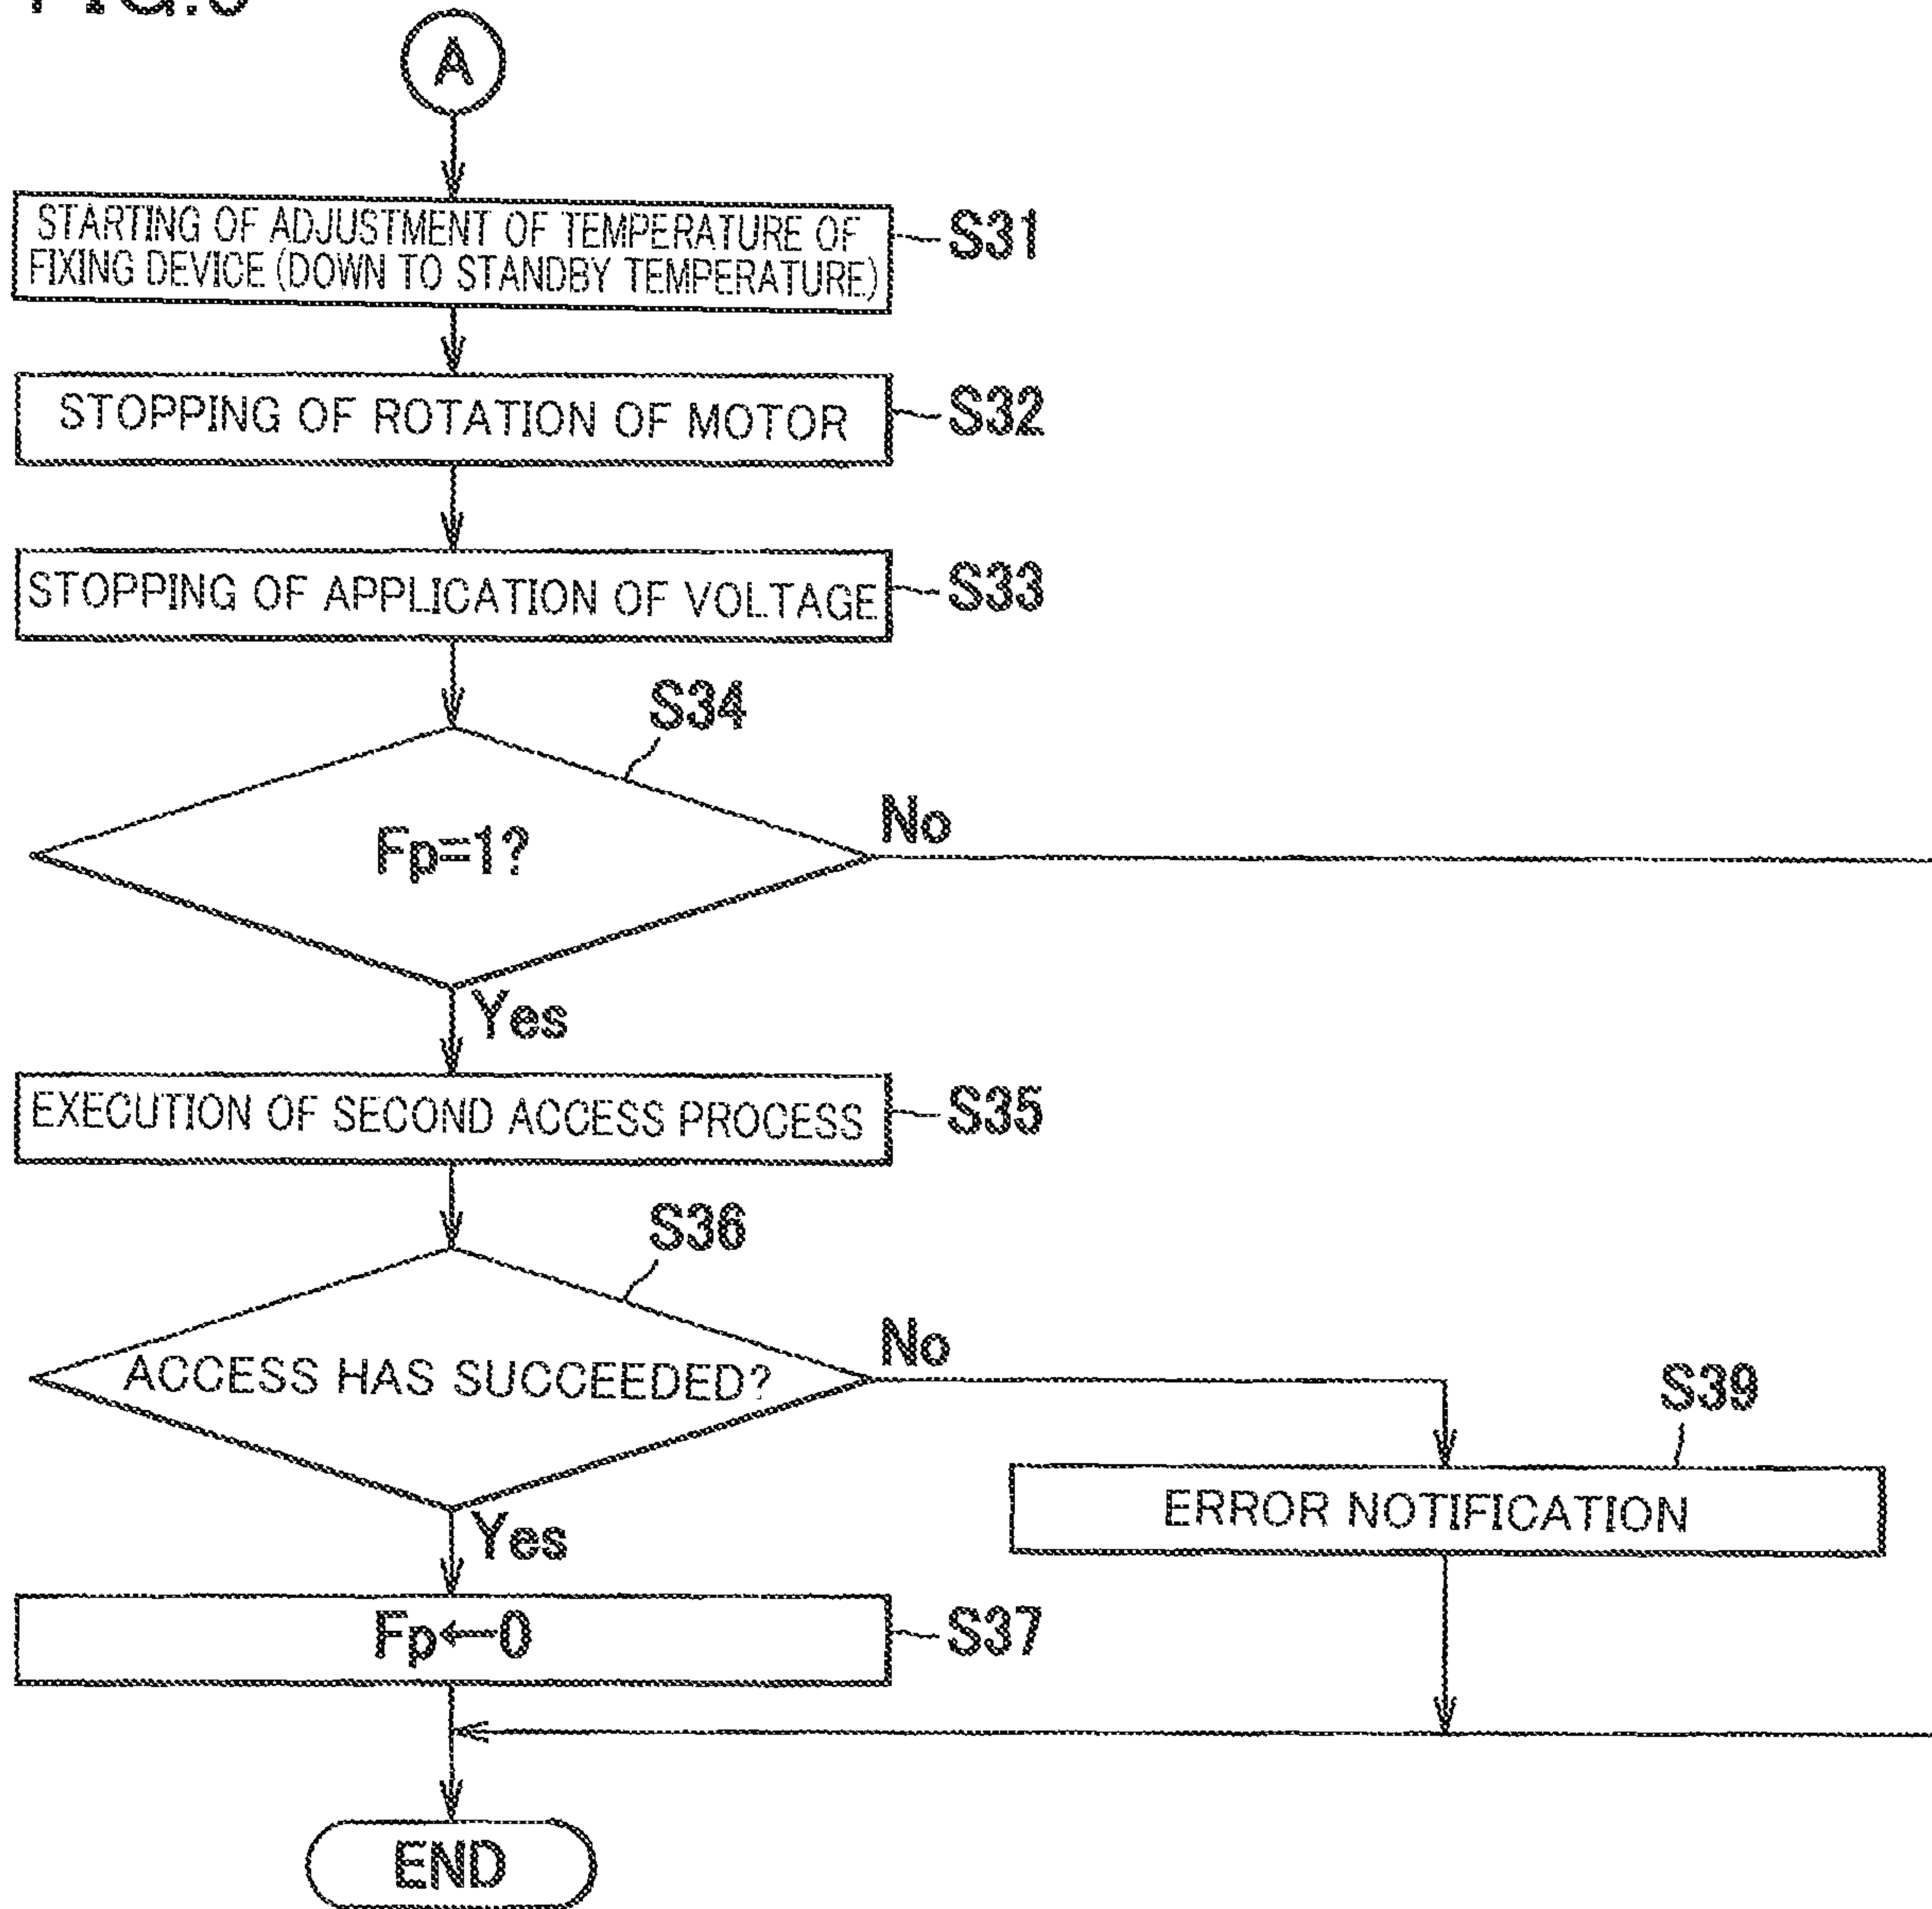 A
STARTING OF ADJUSTMENT OF TEMPERATURE OF
FIXING DEVICE (DOWN TO STANDBY TEMPERATURE)
S31
STOPPING OF ROTATION OF MOTOR
S32
STOPPING OF APPLICATION OF VOLTAGE
S33
S34
Fp=1?
No
Yes
EXECUTION OF SECOND ACCESS PROCESS
S35
S36
ACCESS HAS SUCCEEDED?
No
S39
ERROR NOTIFICATION
Yes
Fp←0
S37
END